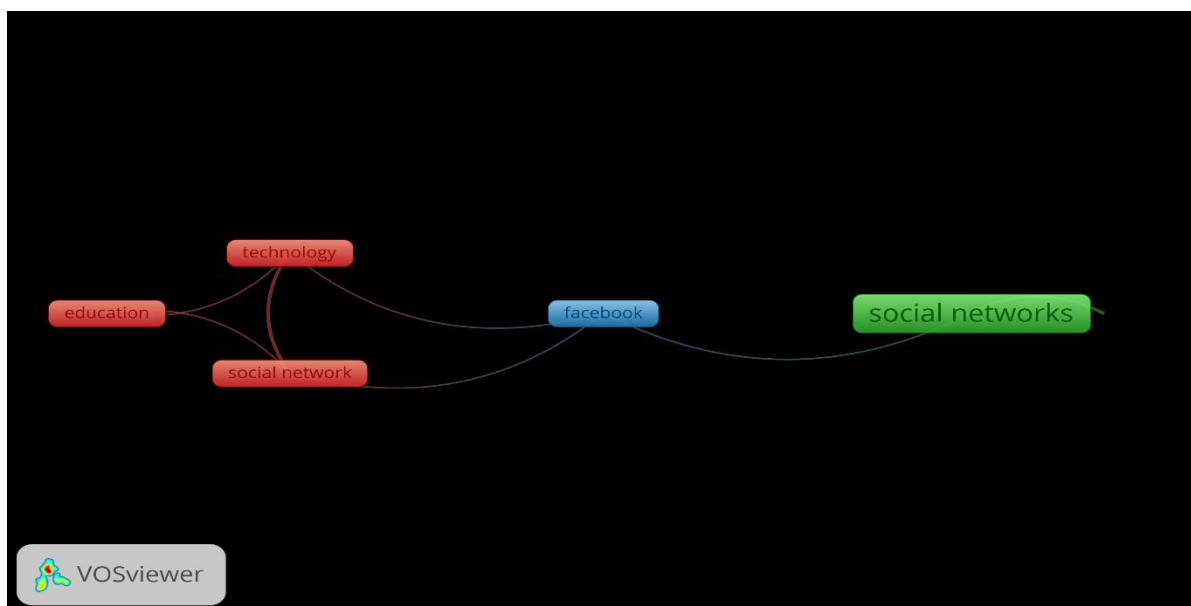 technology
education
facebook
social networks
social network
VOSviewer